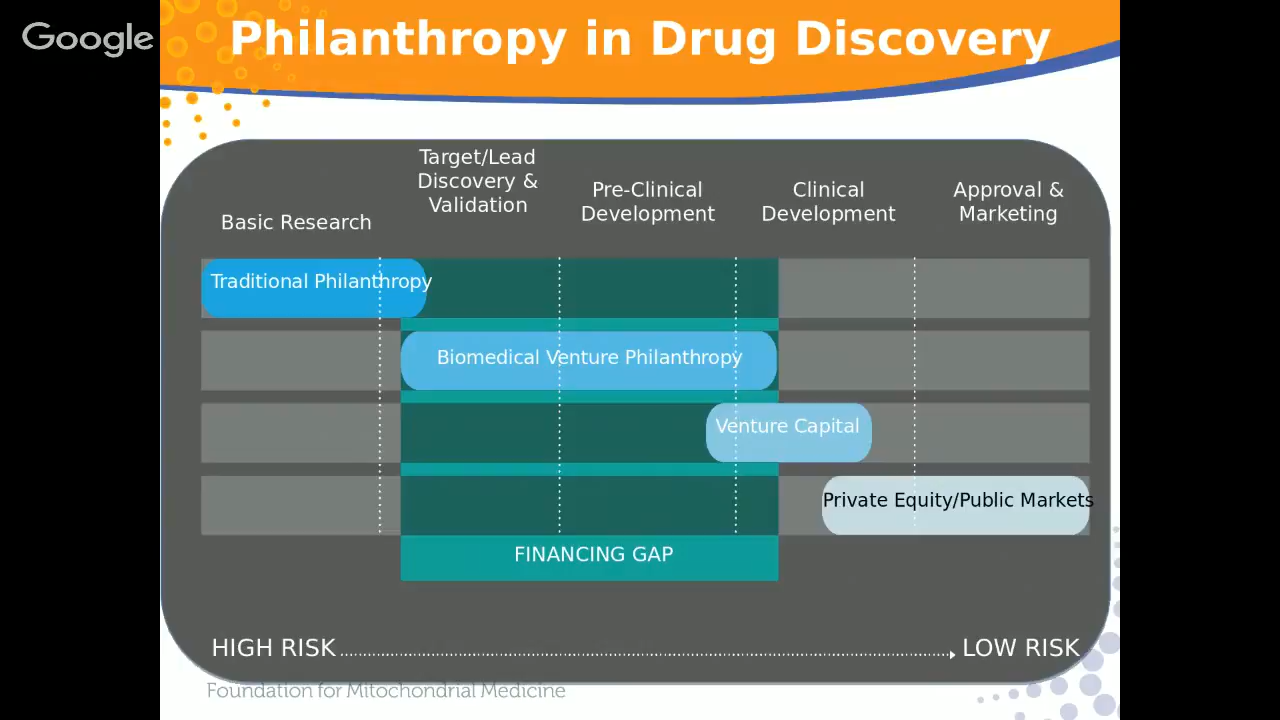 Google
Philanthropy in Drug Discovery
Basic Research
Target/Lead
Discovery &
Validation
Pre-Clinical
Development
Clinical
Development
Approval &
Marketing
Traditional Philanthropy
Biomedical Venture Philanthropy
Venture Capital
Private Equity/Public Markets
FINANCING GAP
HIGH RISK
LOW RISK
Foundation for Mitochondrial Medicine